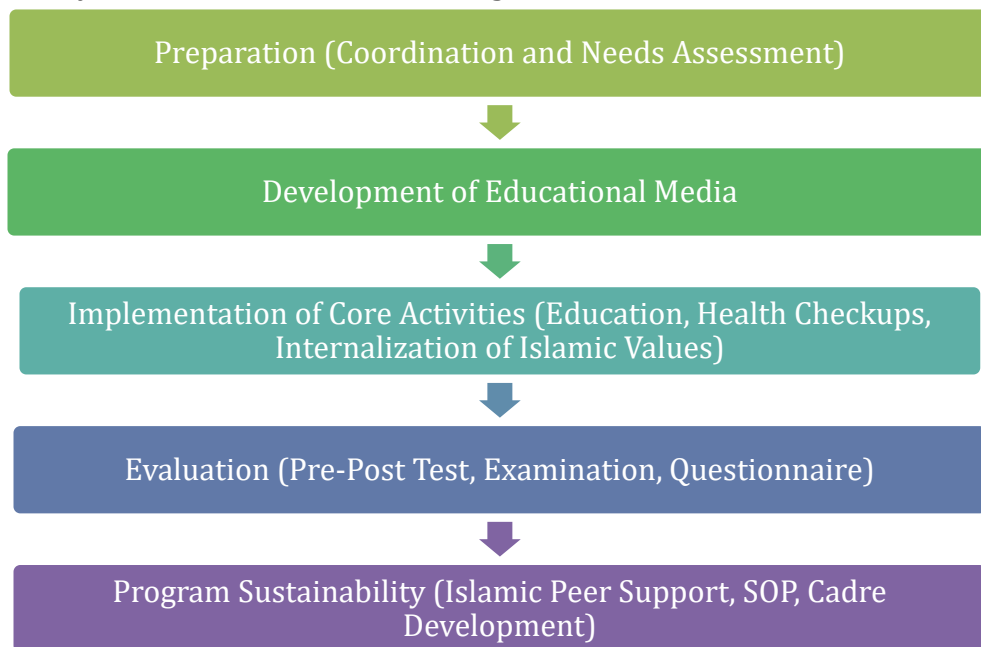 Preparation (Coordination and Needs Assessment)
Development of Educational Media
Implementation of Core Activities (Education, Health Checkups,
Internalization of Islamic Values)
Evaluation (Pre-Post Test, Examination, Questionnaire)
Program Sustainability (Islamic Peer Support, SOP, Cadre
Development)